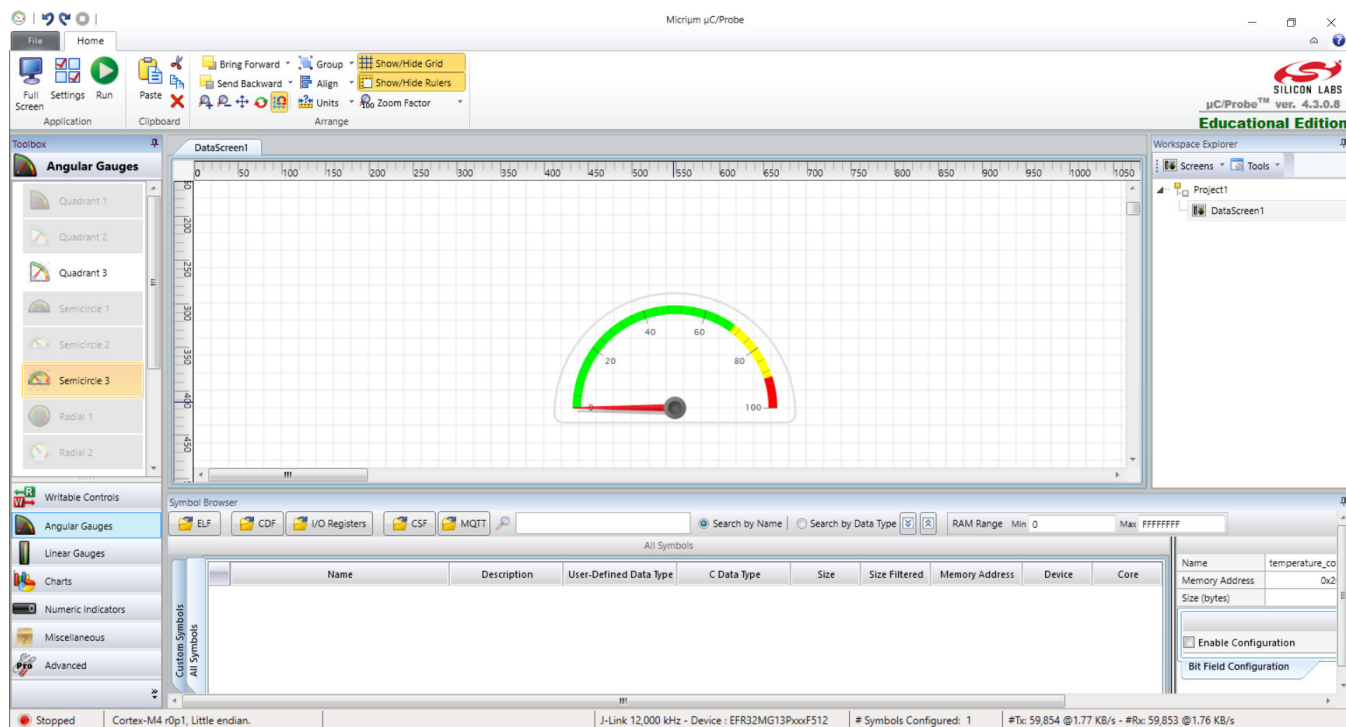 Micriµm µC/Probe
File
Home
Full Screen
Settings
Run
Application
Paste
Clipboard
Bring Forward
Send Backward
Group
Align
Units
Show/Hide Grid
Show/Hide Rulers
100
Zoom Factor
Arrange
SILICON LABS
µC/Probe™ ver. 4.3.0.8
Educational Edition
Toolbox
Angular Gauges
Quadrant 1
Quadrant 2
Quadrant 3
Semicircle 1
Semicircle 2
Semicircle 3
Radial 1
Radial 2
Writable Controls
Angular Gauges
Linear Gauges
Charts
Numeric Indicators
Miscellaneous
Pro
Advanced
DataScreen1
0 50 100 150 200 250 300 350 400 450 500 550 600 650 700 750 800 850 900 950 1000 1050
200
250
300
350
400
450
0 20 40 60 80 100
Workspace Explorer
Screens
Tools
Project1
DataScreen1
Symbol Browser
ELF
CDF
I/O Registers
CSF
MQTT
Search by Name
Search by Data Type
RAM Range Min 0 Max FFFFFFFF
All Symbols
Custom Symbols
All Symbols
Name Description User-Defined Data Type C Data Type Size Size Filtered Memory Address Device Core
Name temperature_co
Memory Address 0x2
Size (bytes)
Enable Configuration
Bit Field Configuration
Stopped
Cortex-M4 r0p1, Little endian.
J-Link 12,000 kHz - Device : EFR32MG13PxxxF512
# Symbols Configured: 1
#Tx: 59,854 @1.77 KB/s - #Rx: 59,853 @1.76 KB/s